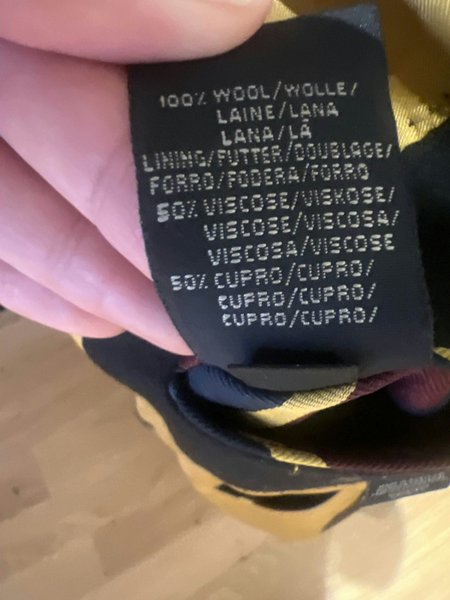 100% WOOL/WOLLE/
LAINE/LANA
LANA/LÃ
LINING/FUTTER/DOUBLAGE/
FORRO/FODERA/FORRO
50% VISCOSE/VISKOSE/
VISCOSE/VISCOSA/
VISCOSA/VISCOSE
50% CUPRO/CUPRO/
CUPRO/CUPRO/
CUPRO/CUPRO/